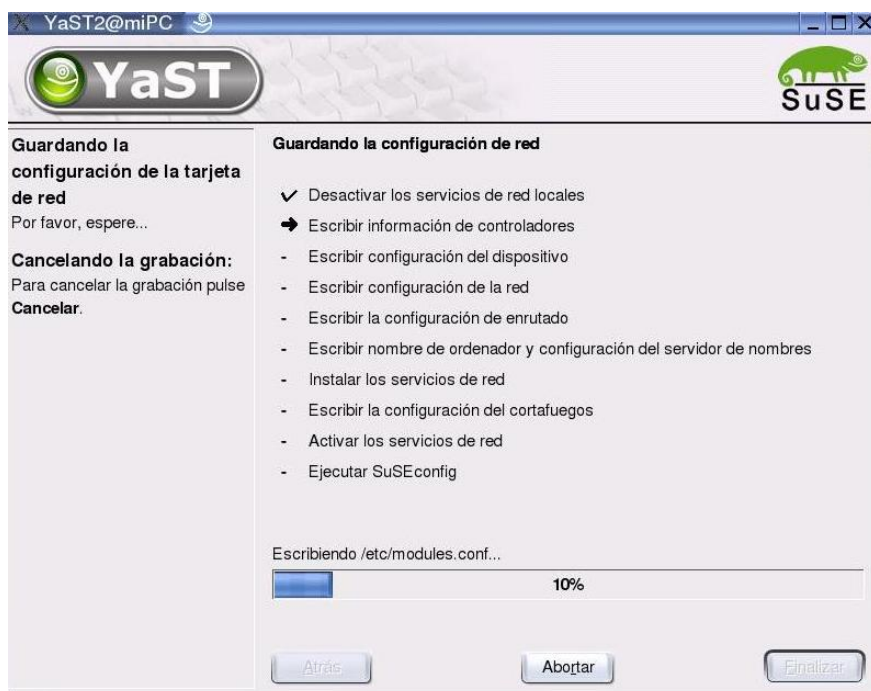 YaST2@miPC
YaST
SuSE
Guardando la
configuración de la tarjeta
de red
Por favor, espere...
Cancelando la grabación:
Para cancelar la grabación pulse
Cancelar.
Guardando la configuración de red
Desactivar los servicios de red locales
Escribir información de controladores
- Escribir configuración del dispositivo
- Escribir configuración de la red
- Escribir la configuración de enrutado
- Escribir nombre de ordenador y configuración del servidor de nombres
- Instalar los servicios de red
- Escribir la configuración del cortafuegos
- Activar los servicios de red
- Ejecutar SuSEconfig
Escribiendo /etc/modules.conf...
10%
Atrás
Abortar
Finalizar